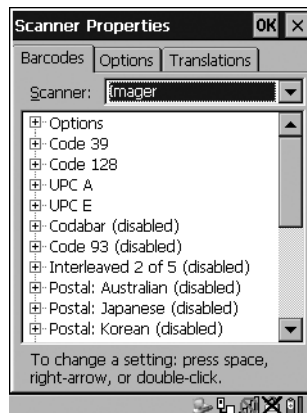 Scanner Properties OK ×
Barcodes Options Translations
Scanner: Imager
Options
Code 39
Code 128
UPC A
UPC E
Codabar (disabled)
Code 93 (disabled)
Interleaved 2 of 5 (disabled)
Postal: Australian (disabled)
Postal: Japanese (disabled)
Postal: Korean (disabled)
To change a setting: press space,
right-arrow, or double-click.